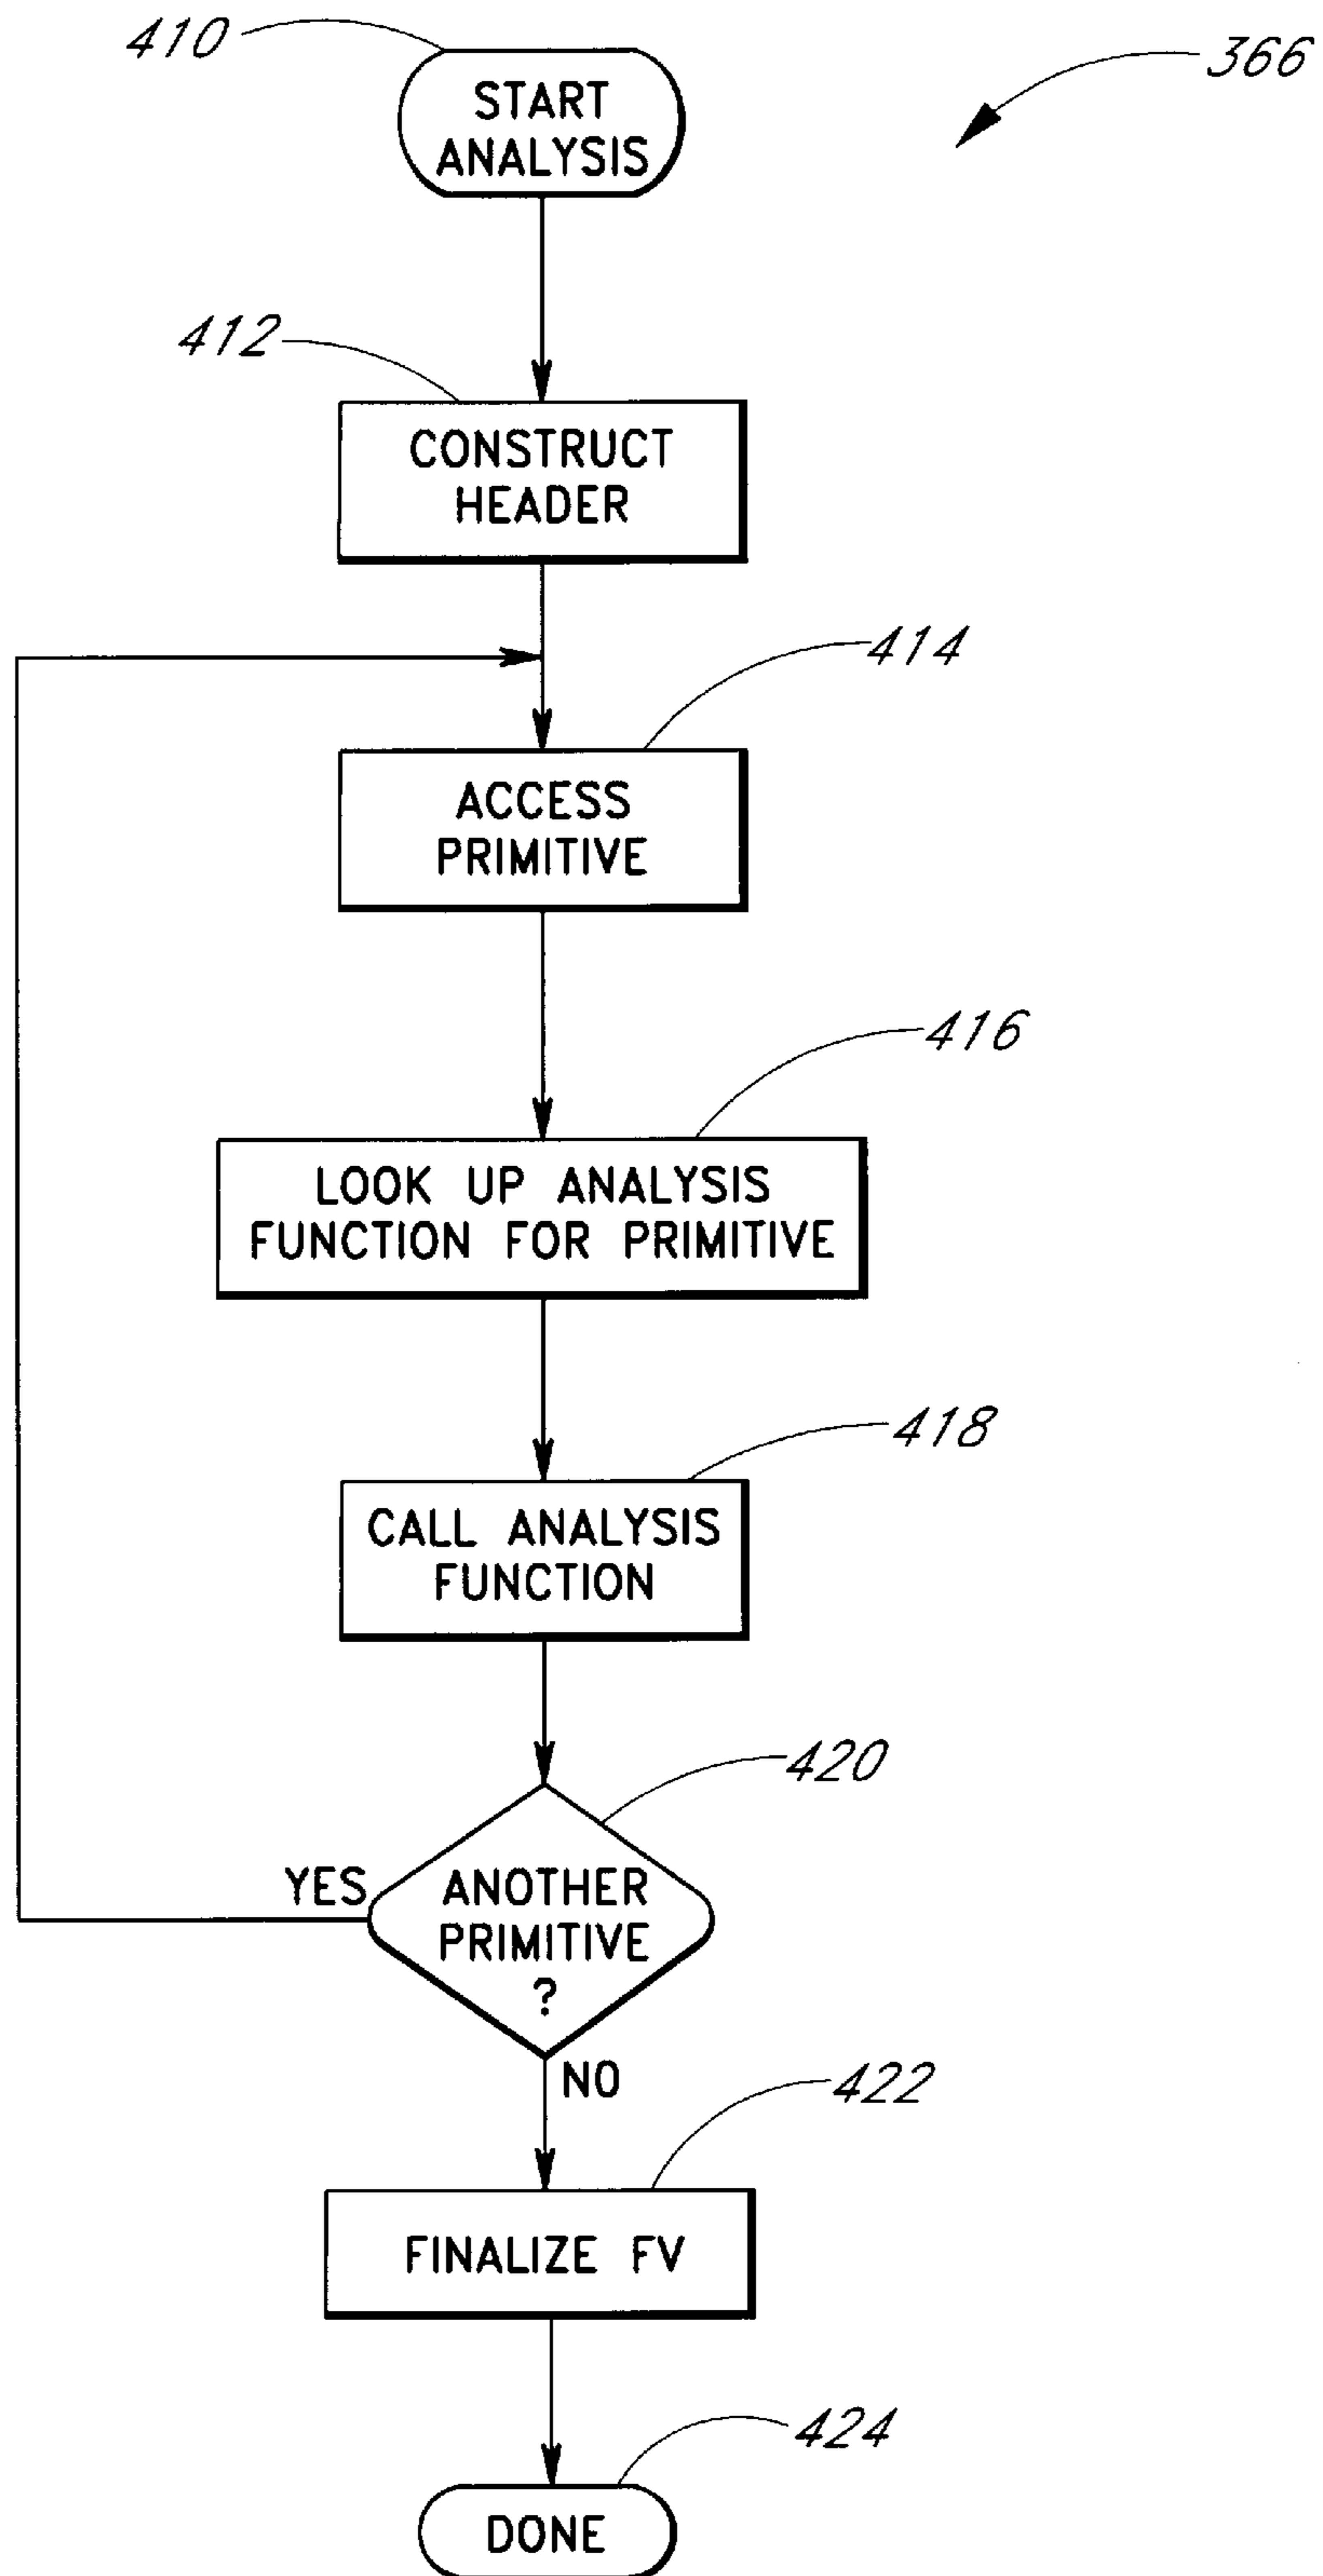 410
366
START
ANALYSIS
412
CONSTRUCT
HEADER
414
ACCESS
PRIMITIVE
416
LOOK UP ANALYSIS
FUNCTION FOR PRIMITIVE
418
CALL ANALYSIS
FUNCTION
420
YES
ANOTHER
PRIMITIVE
?
NO
422
FINALIZE FV
424
DONE